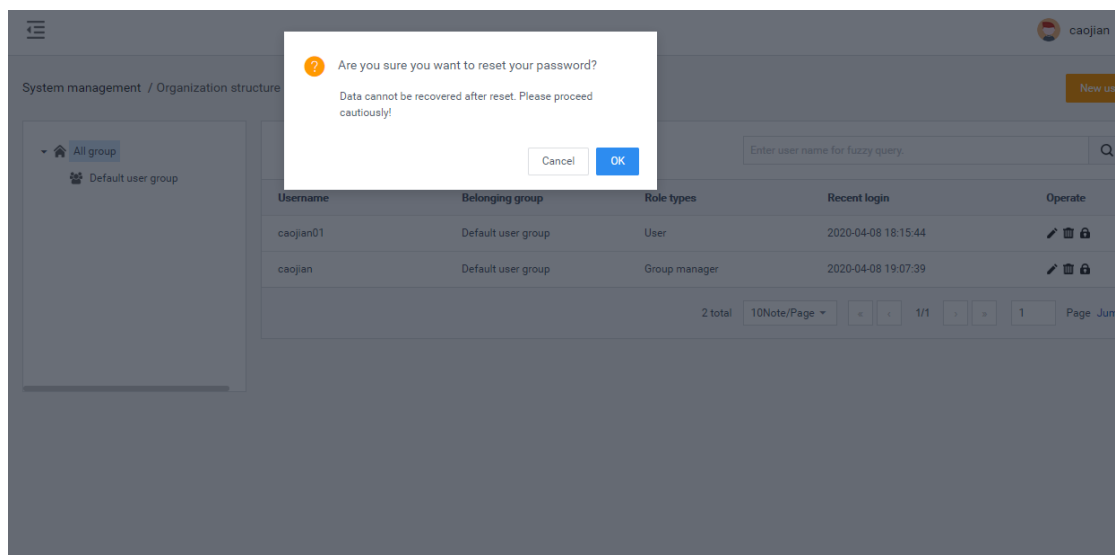 caojian
Are you sure you want to reset your password?
Data cannot be recovered after reset. Please proceed
cautiously!
Cancel OK
System management / Organization structure
New us
All group
Default user group
Enter user name for fuzzy query.
Username Belonging group Role types Recent login Operate
caojian01 Default user group User 2020-04-08 18:15:44
caojian Default user group Group manager 2020-04-08 19:07:39
2 total 10Note/Page « ‹ 1/1 › » 1 Page Jum